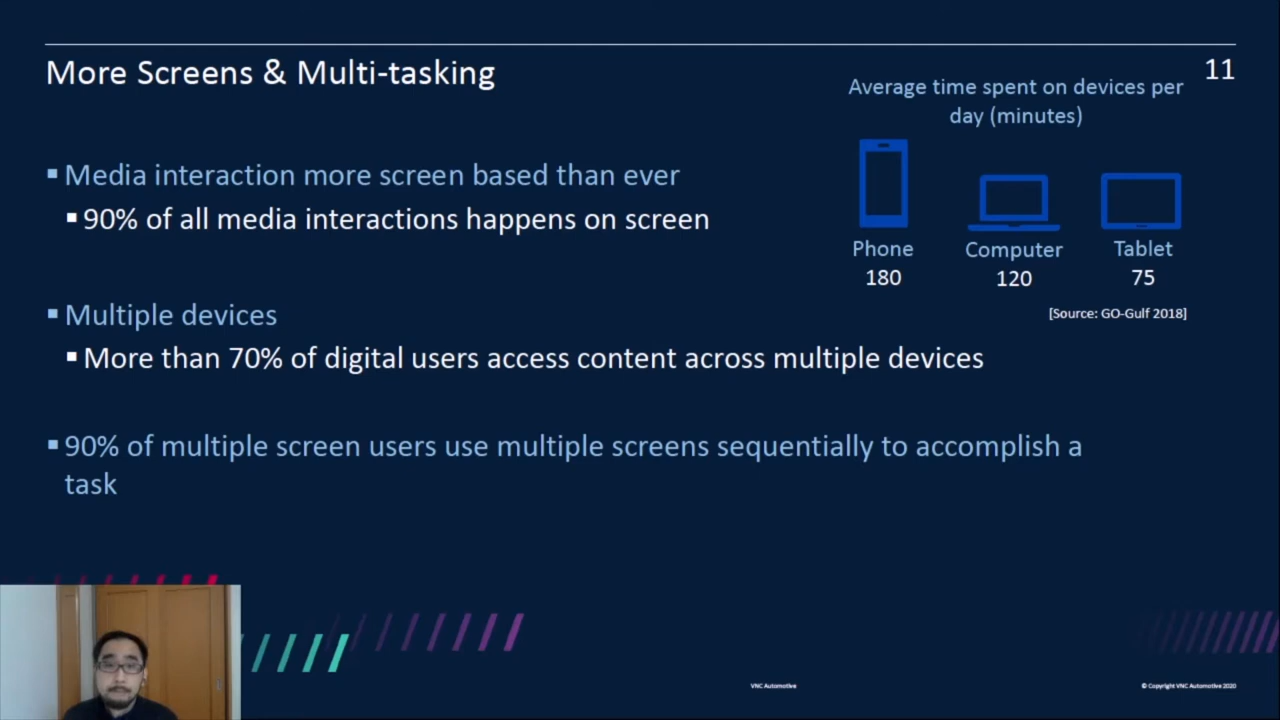 More Screens & Multi-tasking
11
Average time spent on devices per
day (minutes)
Phone
180
Computer
120
Tablet
75
[Source: GO-Gulf 2018]
Media interaction more screen based than ever
90% of all media interactions happens on screen
Multiple devices
More than 70% of digital users access content across multiple devices
90% of multiple screen users use multiple screens sequentially to accomplish a
task
VNC Automotive
© Copyright VNC Automotive 2020